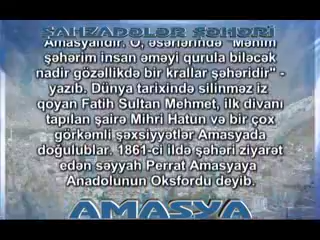 ŞAHZADƏLƏR ŞƏHƏRİ
Amasyalıdır. O, əsərlərində "Mənim
şəhərim insan əməyi qurula biləcək
nadir gözəllikdə bir krallar şəhəridir" -
yazıb. Dünya tarixində silinməz iz
qoyan Fatih Sultan Mehmet, ilk divanı
tapılan şairə Mihri Hatun və bir çox
görkəmli şəxsiyyətlər Amasyada
doğulublar. 1861-ci ildə şəhəri ziyarət
edən səyyah Perrat Amasyaya
Anadolunun Oksfordu deyib.
AMASYA